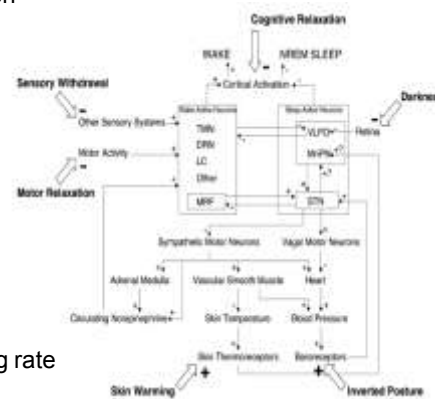 Cognitive Relaxation
WAKE NREM SLEEP
Cortical Activation
Sensory Withdrawal
Darkness
Wake Active Neurons Sleep Active Neurons
Other Sensory Systems
TMN
VLPO
Retina
DRN
MnPN
Motor Activity
LC
Other
Motor Relaxation
MRF
STN
Sympathetic Motor Neurons Vagal Motor Neurons
Adrenal Medulla Vascular Smooth Muscle Heart
Circulating Norepinephrine Skin Temperature Blood Pressure
g rate
Skin Thermoreceptors Baroreceptors
Skin Warming
Inverted Posture